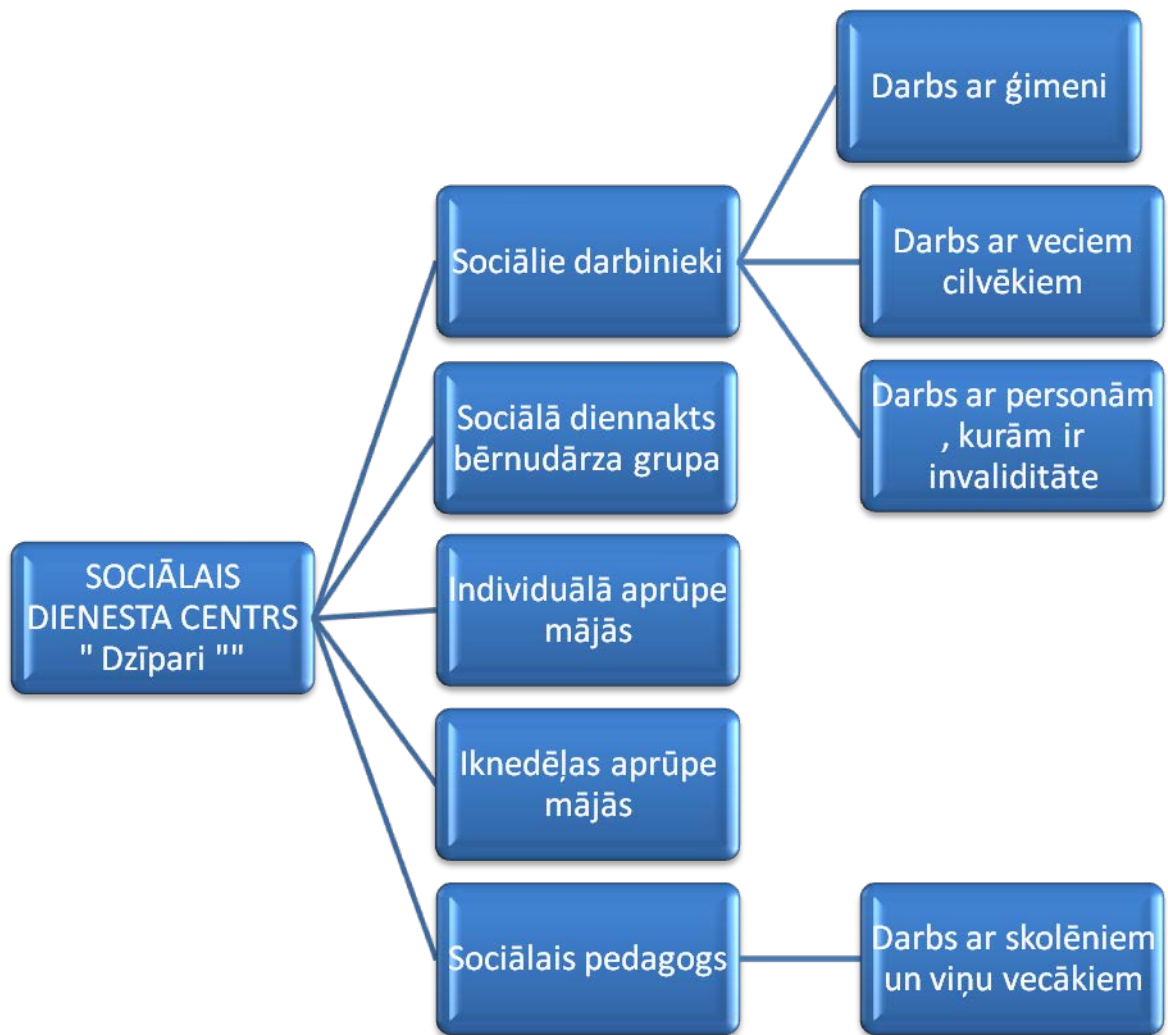 SOCIĀLAIS
DIENESTA CENTRS
" Dzīpari ""
Sociālie darbinieki
Darbs ar ģimeni
Darbs ar veciem
cilvēkiem
Darbs ar personām
, kurām ir
invaliditāte
Sociālā diennakts
bērnudārza grupa
Individuālā aprūpe
mājās
Iknedēļas aprūpe
mājās
Sociālais pedagogs
Darbs ar skolēniem
un viņu vecākiem